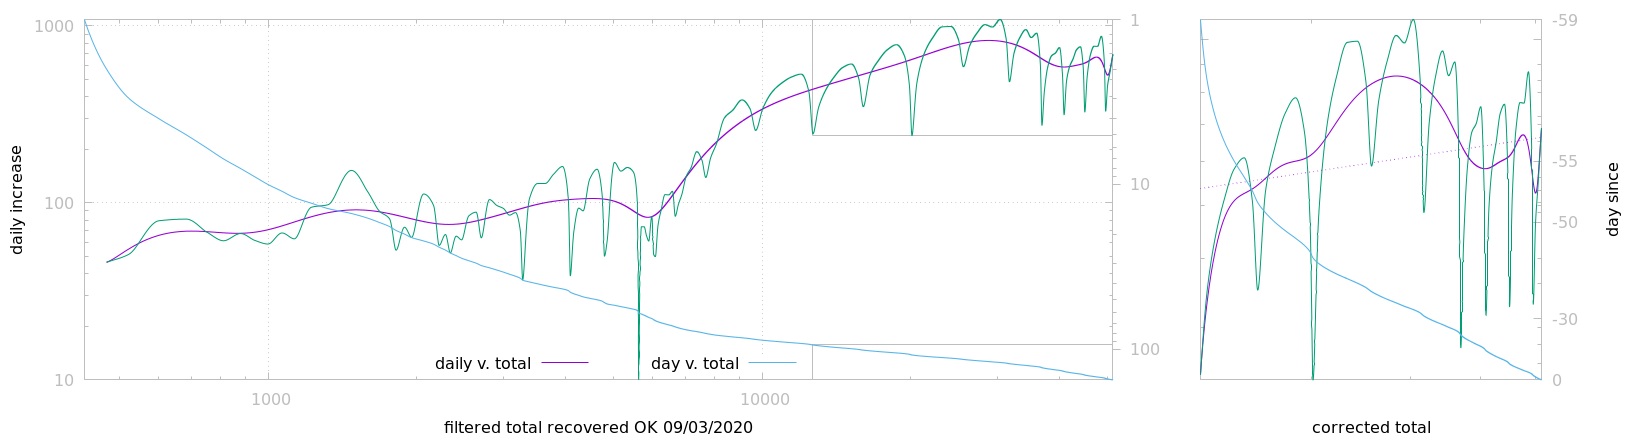 1000
100
10
daily increase
1000
10000
filtered total recovered OK 09/03/2020
daily v. total
day v. total
1
10
100
-59
-55
-50
-30
0
day since
corrected total